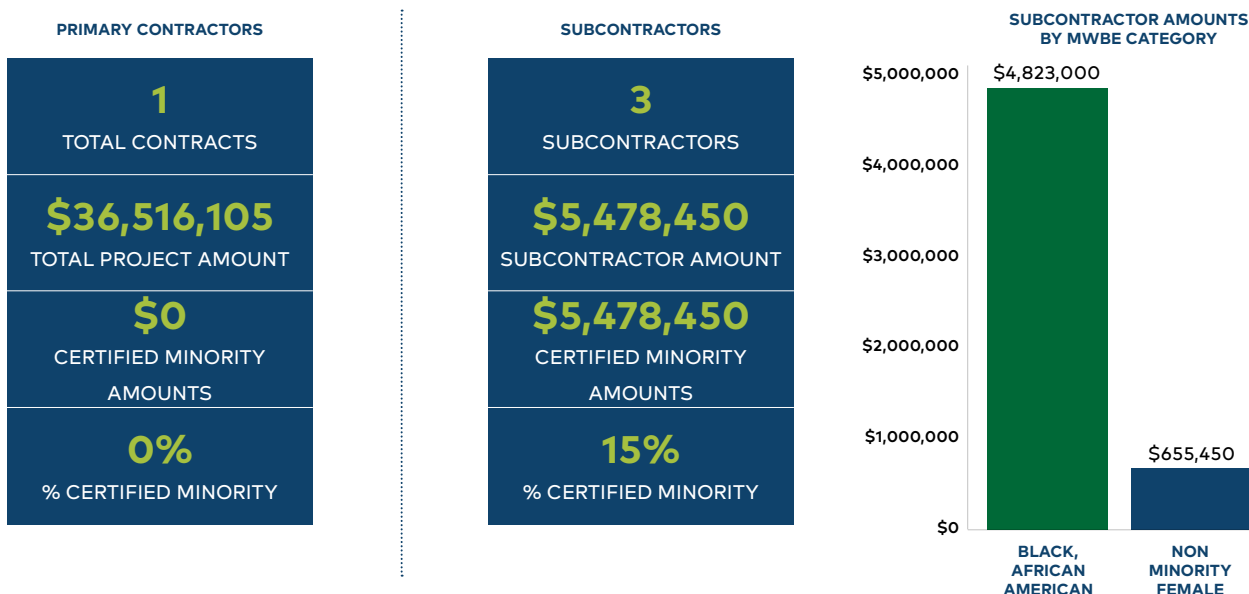 PRIMARY CONTRACTORS
1
TOTAL CONTRACTS
$36,516,105
TOTAL PROJECT AMOUNT
$0
CERTIFIED MINORITY
AMOUNTS
0%
% CERTIFIED MINORITY
SUBCONTRACTORS
3
SUBCONTRACTORS
$5,478,450
SUBCONTRACTOR AMOUNT
$5,478,450
CERTIFIED MINORITY
AMOUNTS
15%
% CERTIFIED MINORITY
SUBCONTRACTOR AMOUNTS
BY MWBE CATEGORY
$5,000,000
$4,000,000
$3,000,000
$2,000,000
$1,000,000
$0
$4,823,000
$655,450
BLACK,
AFRICAN
AMERICAN
NON
MINORITY
FEMALE